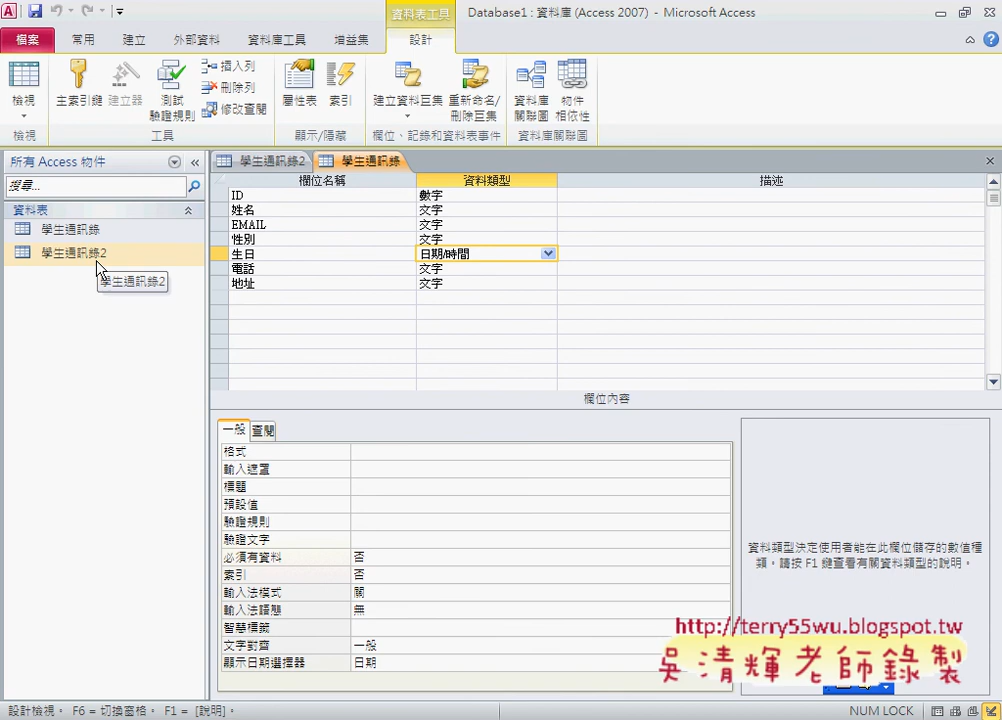 資料表工具
Database1 : 資料庫 (Access 2007) - Microsoft Access
檔案 常用 建立 外部資料 資料庫工具 增益集 設計
檢視 主索引鍵 建立器 測試驗證規則 插入列 刪除列 修改查閱 屬性表 索引 建立資料巨集 重新命名/刪除巨集 資料庫關聯圖 物件相依性
檢視 工具 顯示/隱藏 欄位、記錄和資料表事件 資料庫關聯圖
所有 Access 物件
搜尋...
資料表
學生通訊錄
學生通訊錄2
學生通訊錄2
學生通訊錄2 學生通訊錄
欄位名稱 資料類型 描述
ID 數字
姓名 文字
EMAIL 文字
性別 文字
生日 日期/時間
電話 文字
地址 文字
欄位內容
一般 查閱
格式
輸入遮罩
標題
預設值
驗證規則
驗證文字
必須有資料 否
索引 否
輸入法模式 關
輸入法語態 無
智慧標籤
文字對齊 一般
顯示日期選擇器 日期
資料類型決定使用者能在此欄位儲存的數值種類。請按 F1 鍵查看有關資料類型的說明。
http://terry55wu.blogspot.tw
吳清輝老師錄製
設計檢視。 F6 = 切換窗格。 F1 = [說明]。
NUM LOCK